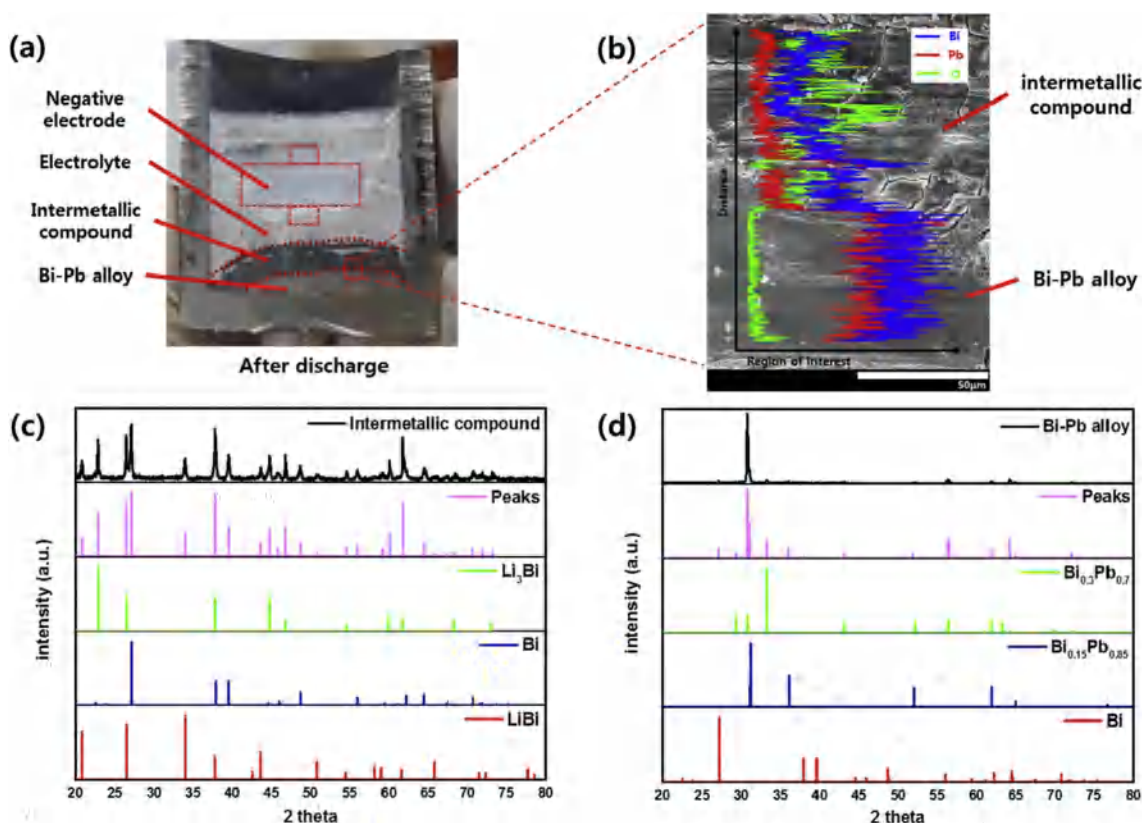 (a)
Negative
electrode
Electrolyte
Intermetallic
compound
Bi-Pb alloy
After discharge
(b)
Bi
Pb
Distance
Region of Interest
50µm
intermetallic
compound
Bi-Pb alloy
(c)
Intermetallic compound
Peaks
Li₃Bi
Bi
LiBi
intensity (a.u.)
20 25 30 35 40 45 50 55 60 65 70 75 80
2 theta
(d)
Bi-Pb alloy
Peaks
Bi₀.₃Pb₀.₇
Bi₀.₁₅Pb₀.₈₅
Bi
intensity (a.u.)
20 25 30 35 40 45 50 55 60 65 70 75 80
2 theta